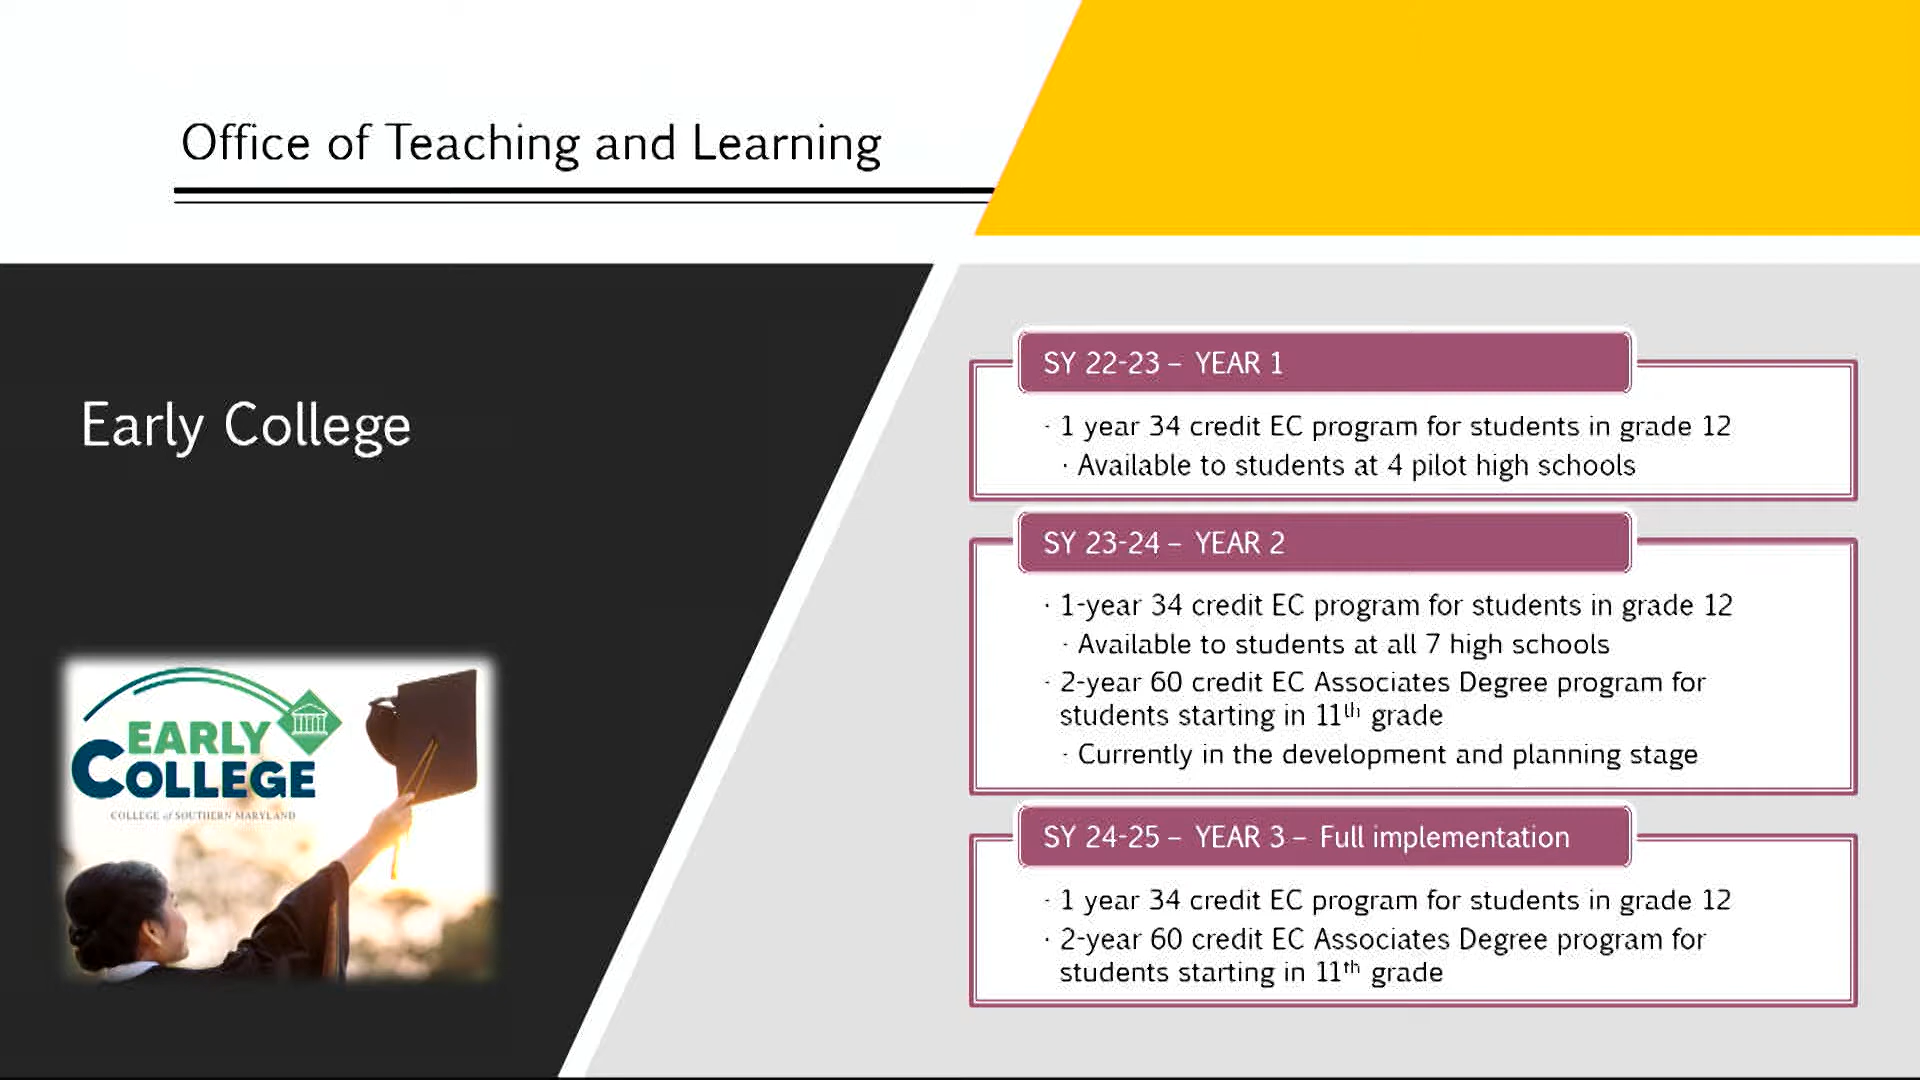 Office of Teaching and Learning
Early College
EARLY
COLLEGE
COLLEGE of SOUTHERN MARYLAND
SY 22-23 – YEAR 1
· 1 year 34 credit EC program for students in grade 12
· Available to students at 4 pilot high schools
SY 23-24 – YEAR 2
· 1-year 34 credit EC program for students in grade 12
· Available to students at all 7 high schools
· 2-year 60 credit EC Associates Degree program for
students starting in 11th grade
· Currently in the development and planning stage
SY 24-25 – YEAR 3 – Full implementation
· 1 year 34 credit EC program for students in grade 12
· 2-year 60 credit EC Associates Degree program for
students starting in 11th grade